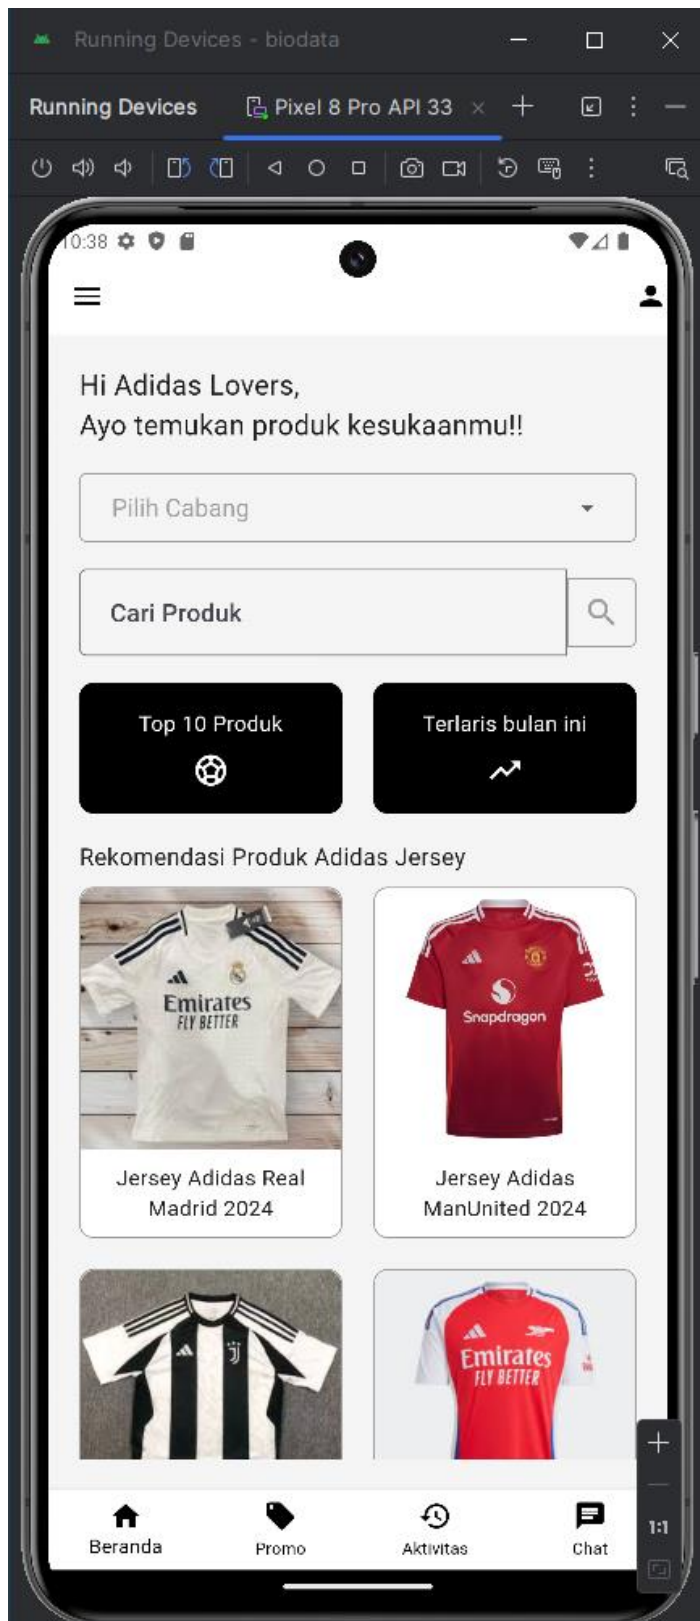 Running Devices - biodata
Running Devices
Pixel 8 Pro API 33
10:38
Hi Adidas Lovers,
Ayo temukan produk kesukaanmu!!
Pilih Cabang
Cari Produk
Top 10 Produk
Terlaris bulan ini
Rekomendasi Produk Adidas Jersey
Emirates
FLY BETTER
Snapdragon
Jersey Adidas Real
Madrid 2024
Jersey Adidas
ManUnited 2024
Emirates
FLY BETTER
Beranda
Promo
Aktivitas
Chat
1:1